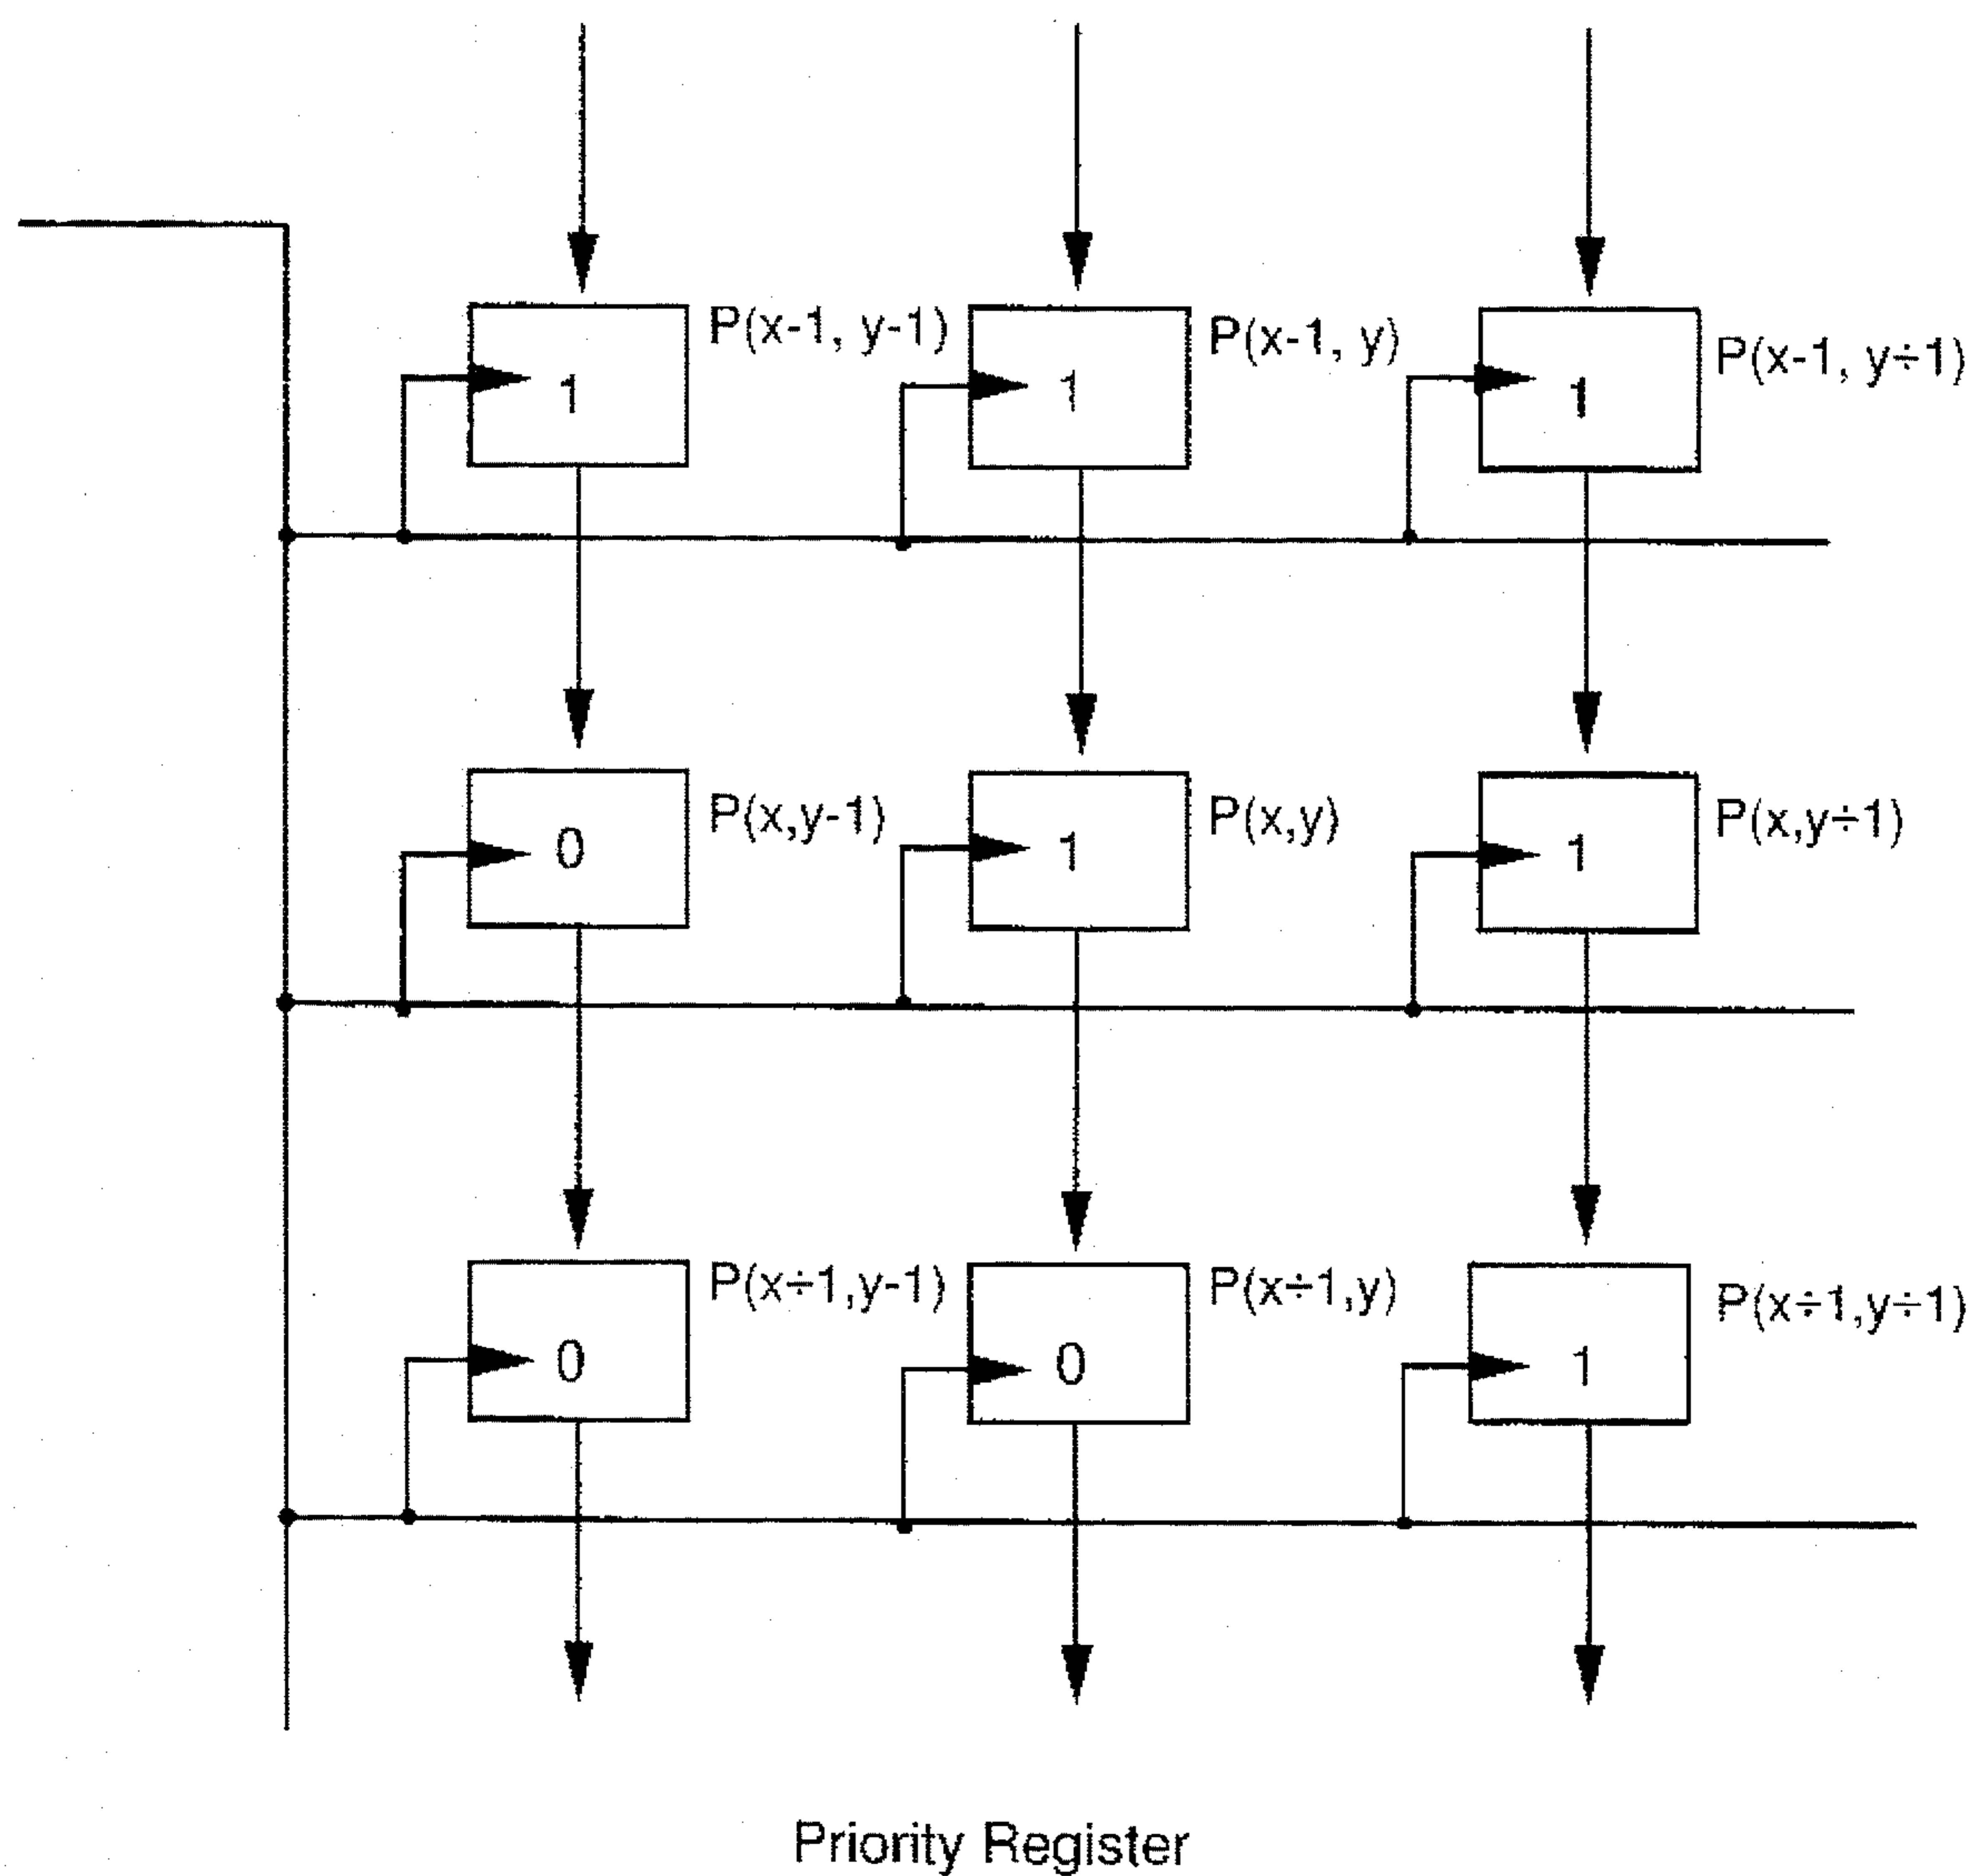 P(x-1, y-1)
P(x-1, y)
P(x-1, y÷1)
1
1
1
P(x,y-1)
P(x,y)
P(x,y÷1)
0
1
1
P(x÷1,y-1)
P(x÷1,y)
P(x÷1,y÷1)
0
0
1
Priority Register